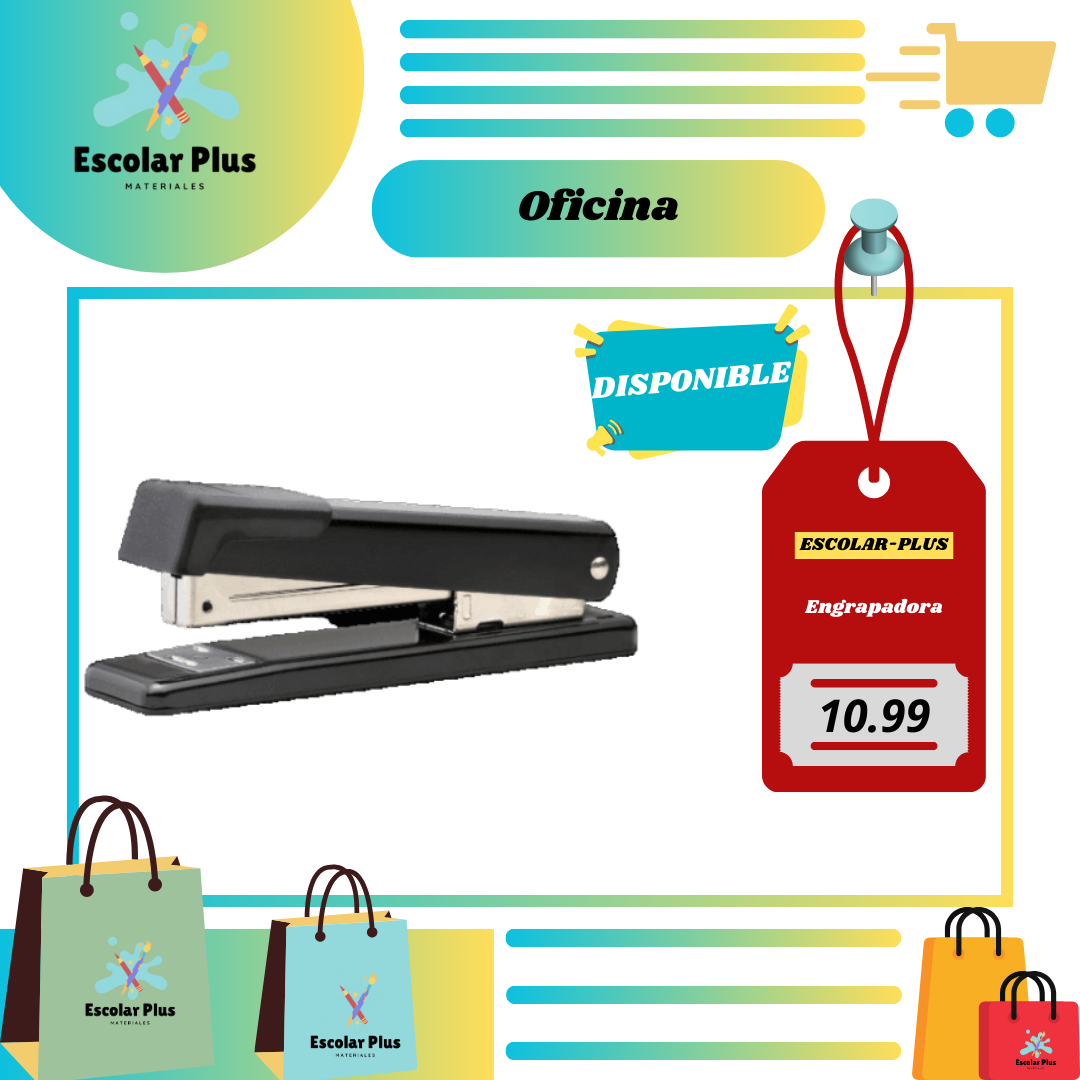 Escolar Plus
MATERIALES
Oficina
DISPONIBLE
ESCOLAR-PLUS
Engrapadora
10.99
Escolar Plus
MATERIALES
Escolar Plus
MATERIALES
Escolar Plus